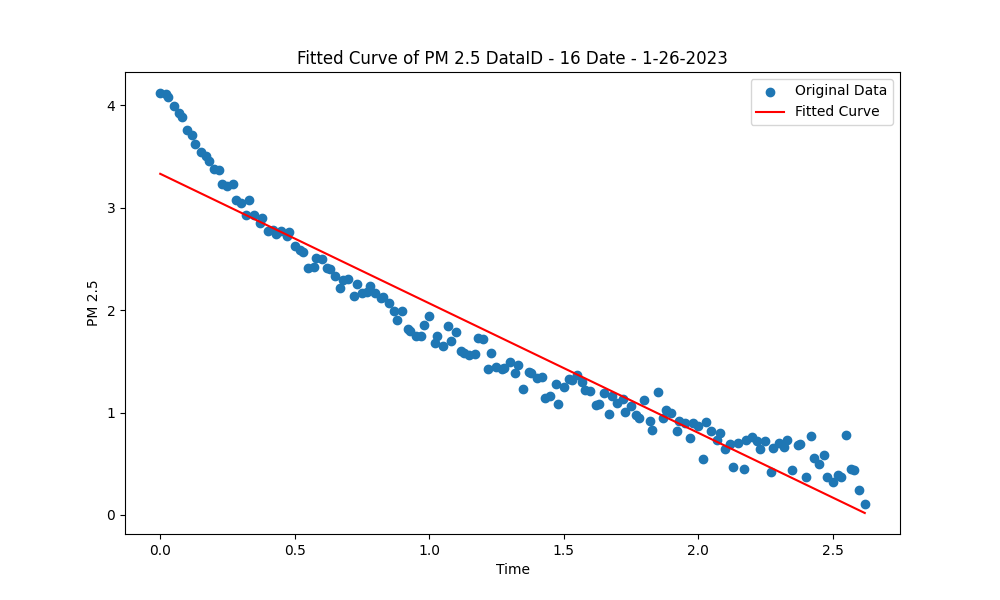 Fitted Curve of PM 2.5 DataID - 16 Date - 1-26-2023
Original Data
Fitted Curve
4
3
2
1
0
PM 2.5
0.0 0.5 1.0 1.5 2.0 2.5
Time